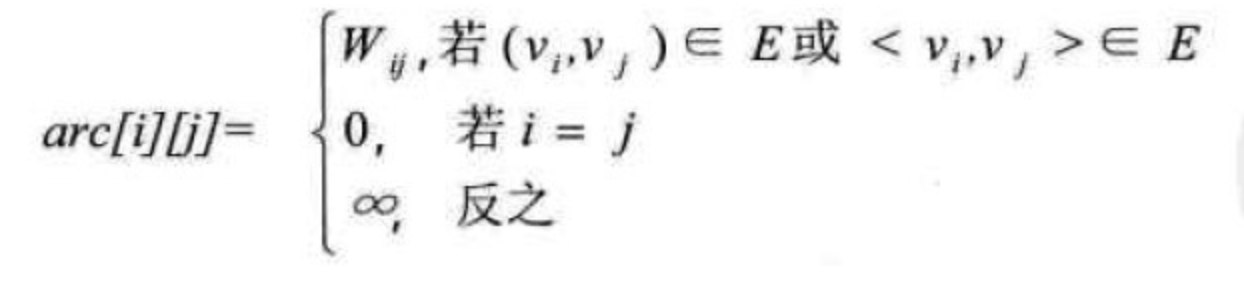 W_ij, 若 (v_i, v_j) ∈ E 或 < v_i, v_j > ∈ E
arc[i][j]= 0, 若 i = j
∞, 反之